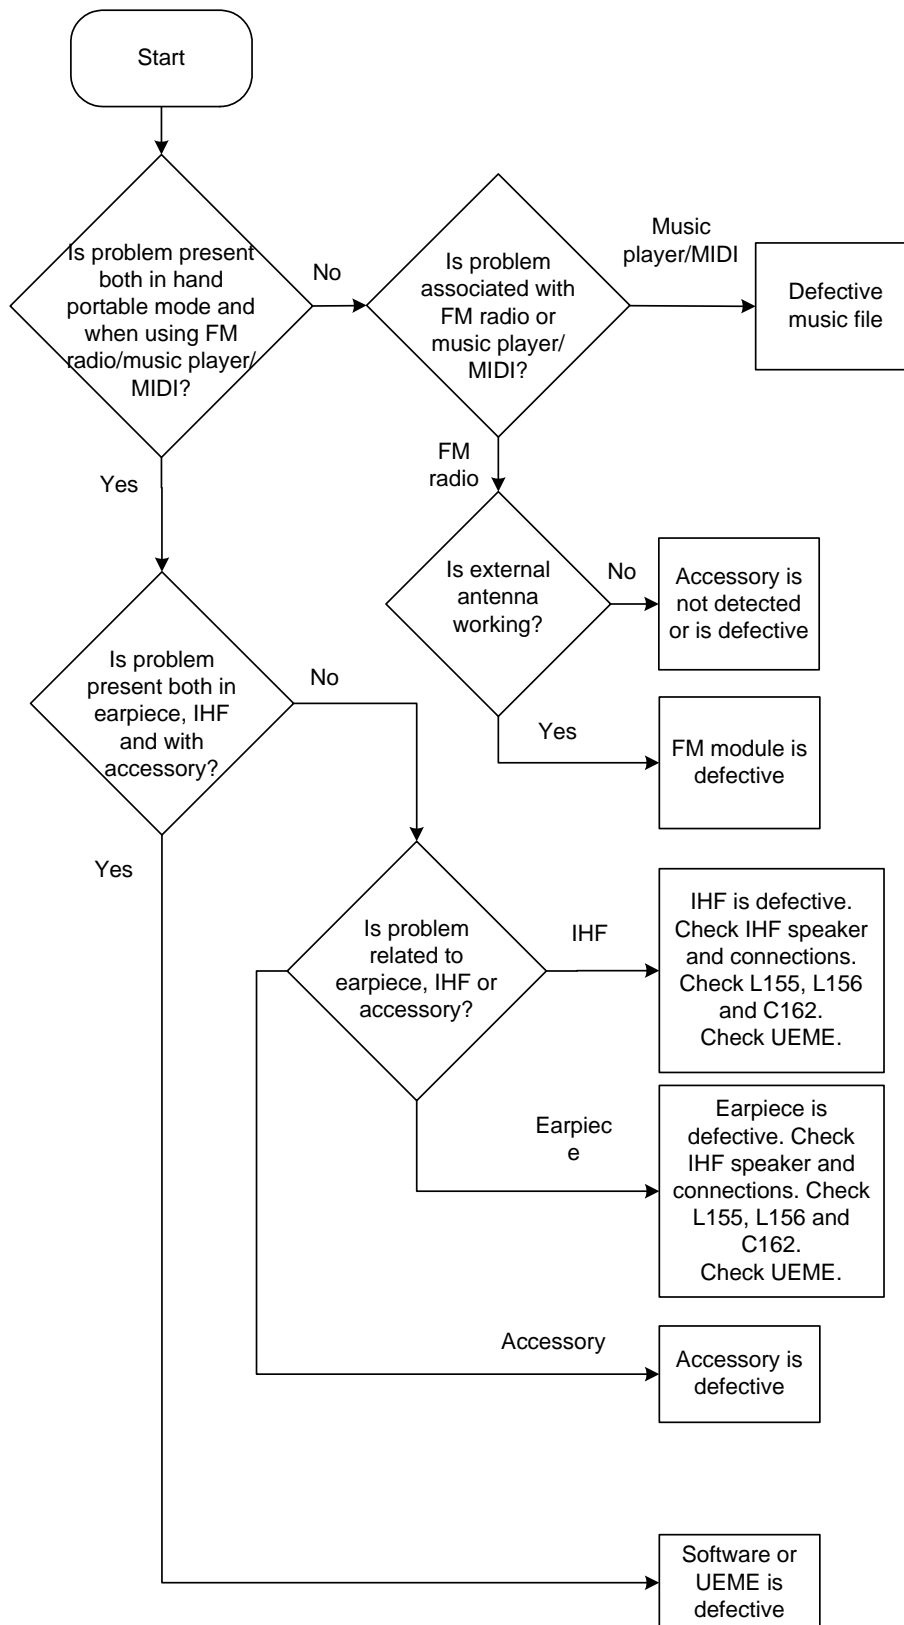 Start
Is problem present
both in hand
portable mode and
when using FM
radio/music player/
MIDI?
No
Is problem
associated with
FM radio or
music player/
MIDI?
Music
player/MIDI
Defective
music file
Yes
FM
radio
Is external
antenna
working?
No
Accessory is
not detected
or is defective
Yes
FM module is
defective
Is problem
present both in
earpiece, IHF
and with
accessory?
No
Yes
Is problem
related to
earpiece, IHF or
accessory?
IHF
IHF is defective.
Check IHF speaker
and connections.
Check L155, L156
and C162.
Check UEME.
Earpiec
e
Earpiece is
defective. Check
IHF speaker and
connections. Check
L155, L156 and
C162.
Check UEME.
Accessory
Accessory is
defective
Software or
UEME is
defective